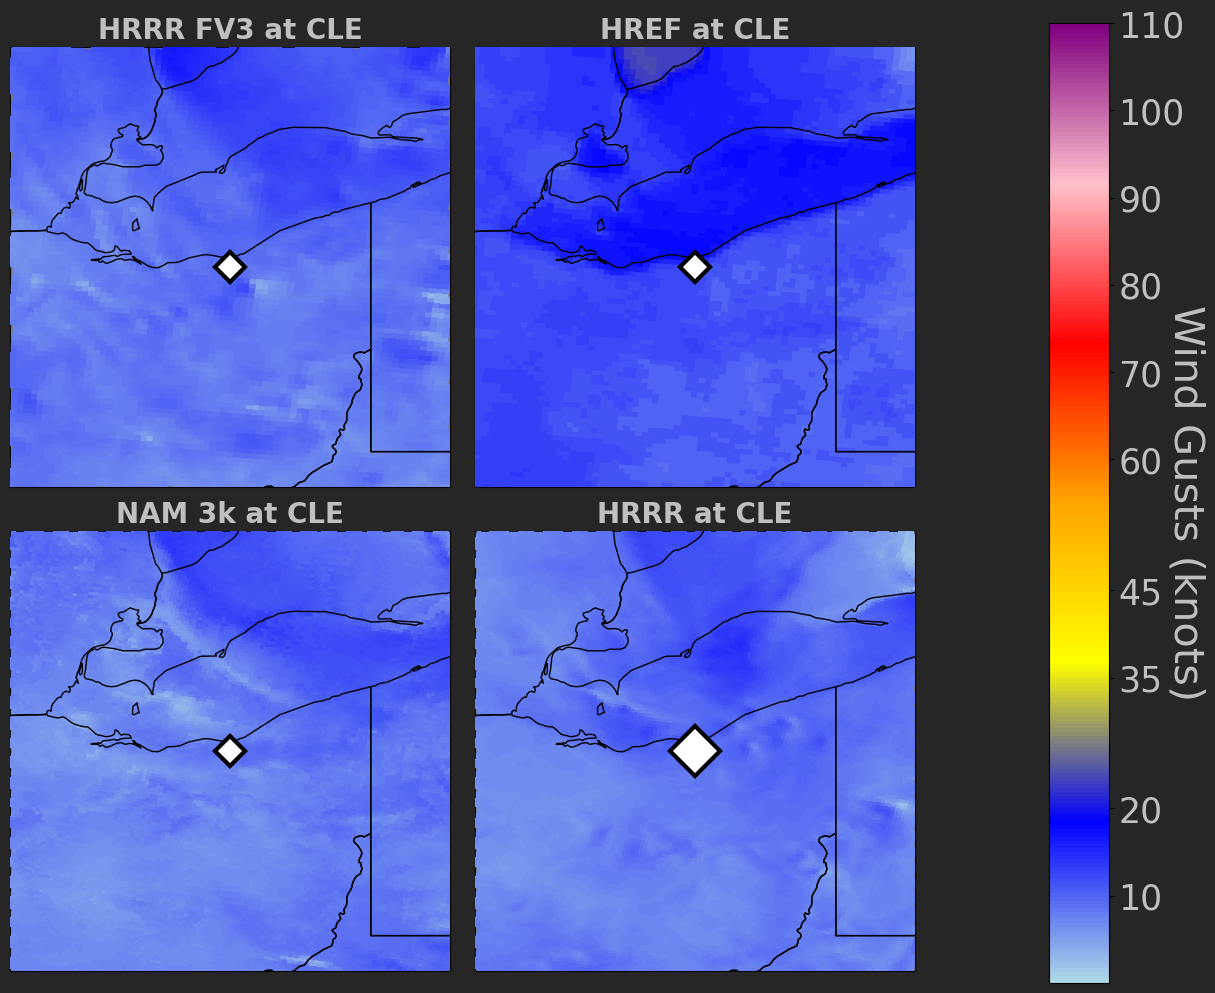 HRRR FV3 at CLE
HREF at CLE
NAM 3k at CLE
HRRR at CLE
110
100
90
80
70
60
45
35
20
10
Wind Gusts (knots)